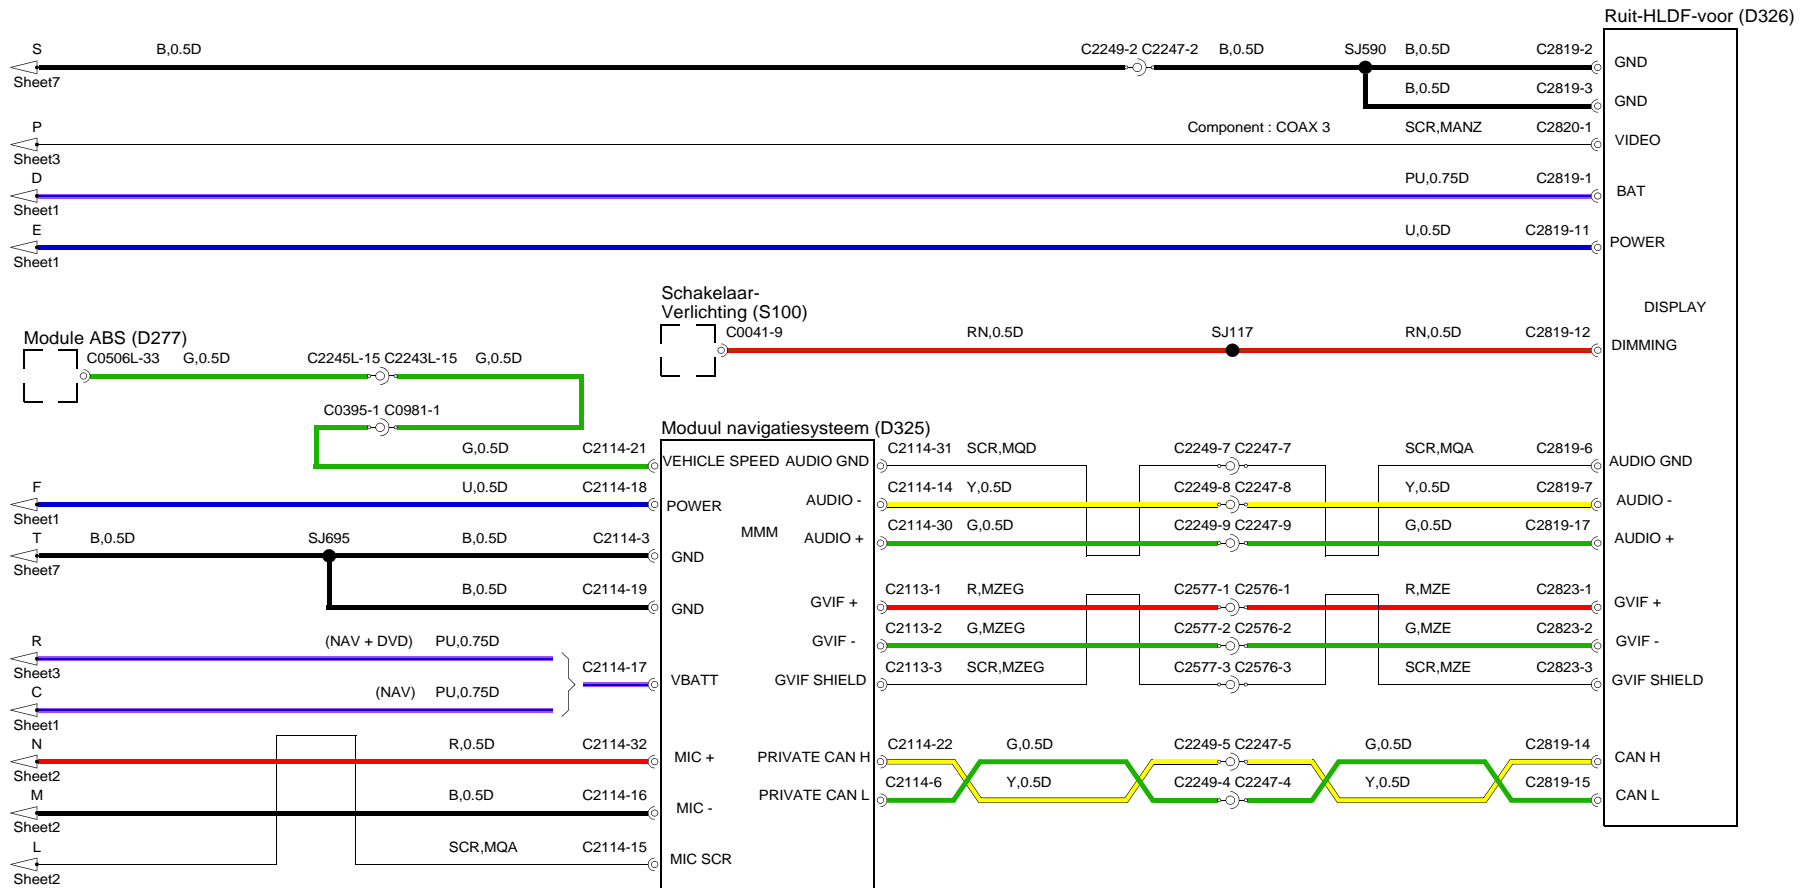 Ruit-HLDF-voor (D326)
S B,0.5D C2249-2 C2247-2 B,0.5D SJ590 B,0.5D C2819-2
GND
Sheet7
B,0.5D C2819-3
GND
P Component : COAX 3 SCR,MANZ C2820-1
VIDEO
Sheet3
D PU,0.75D C2819-1
BAT
Sheet1
E U,0.5D C2819-11
POWER
Sheet1
Schakelaar-
Verlichting (S100)
DISPLAY
C0041-9 RN,0.5D SJ117 RN,0.5D C2819-12
DIMMING
Module ABS (D277)
C0506L-33 G,0.5D C2245L-15 C2243L-15 G,0.5D
C0395-1 C0981-1
Moduul navigatiesysteem (D325)
G,0.5D C2114-21 C2114-31 SCR,MQD C2249-7 C2247-7 SCR,MQA C2819-6
VEHICLE SPEED AUDIO GND AUDIO GND
F U,0.5D C2114-18 C2114-14 Y,0.5D C2249-8 C2247-8 Y,0.5D C2819-7
POWER AUDIO - AUDIO -
Sheet1
T B,0.5D SJ695 B,0.5D C2114-3 C2114-30 G,0.5D C2249-9 C2247-9 G,0.5D C2819-17
MMM AUDIO + AUDIO +
GND
Sheet7
B,0.5D C2114-19 C2113-1 R,MZEG C2577-1 C2576-1 R,MZE C2823-1
GND GVIF + GVIF +
R (NAV + DVD) PU,0.75D C2113-2 G,MZEG C2577-2 C2576-2 G,MZE C2823-2
GVIF - GVIF -
Sheet3
C2114-17 C2113-3 SCR,MZEG C2577-3 C2576-3 SCR,MZE C2823-3
VBATT GVIF SHIELD GVIF SHIELD
C (NAV) PU,0.75D
Sheet1
N R,0.5D C2114-32 C2114-22 G,0.5D C2249-5 C2247-5 G,0.5D C2819-14
MIC + PRIVATE CAN H CAN H
Sheet2
M B,0.5D C2114-16 C2114-6 Y,0.5D C2249-4 C2247-4 Y,0.5D C2819-15
MIC - PRIVATE CAN L CAN L
Sheet2
L SCR,MQA C2114-15
MIC SCR
Sheet2